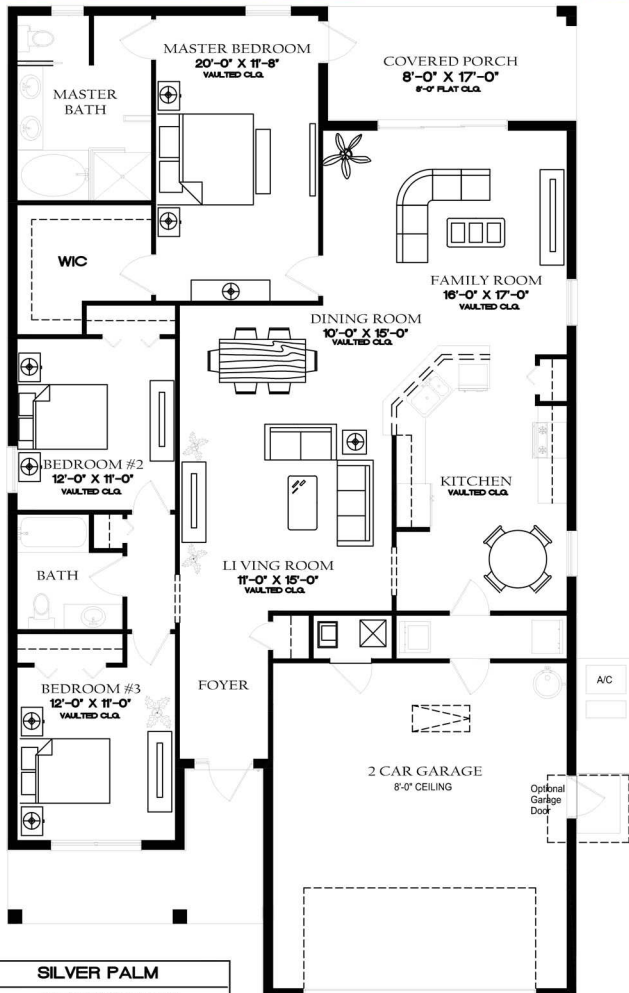 MASTER BEDROOM
20'-0" X 11'-8"
VAULTED CLG.
COVERED PORCH
8'-0" X 17'-0"
8'-0" FLAT CLG.
MASTER
BATH
WIC
FAMILY ROOM
16'-0" X 17'-0"
VAULTED CLG.
DINING ROOM
10'-0" X 15'-0"
VAULTED CLG.
BEDROOM #2
12'-0" X 11'-0"
VAULTED CLG.
KITCHEN
VAULTED CLG.
BATH
LIVING ROOM
11'-0" X 15'-0"
VAULTED CLG.
BEDROOM #3
12'-0" X 11'-0"
VAULTED CLG.
FOYER
A/C
2 CAR GARAGE
8'-0" CEILING
Optional
Garage
Door
SILVER PALM